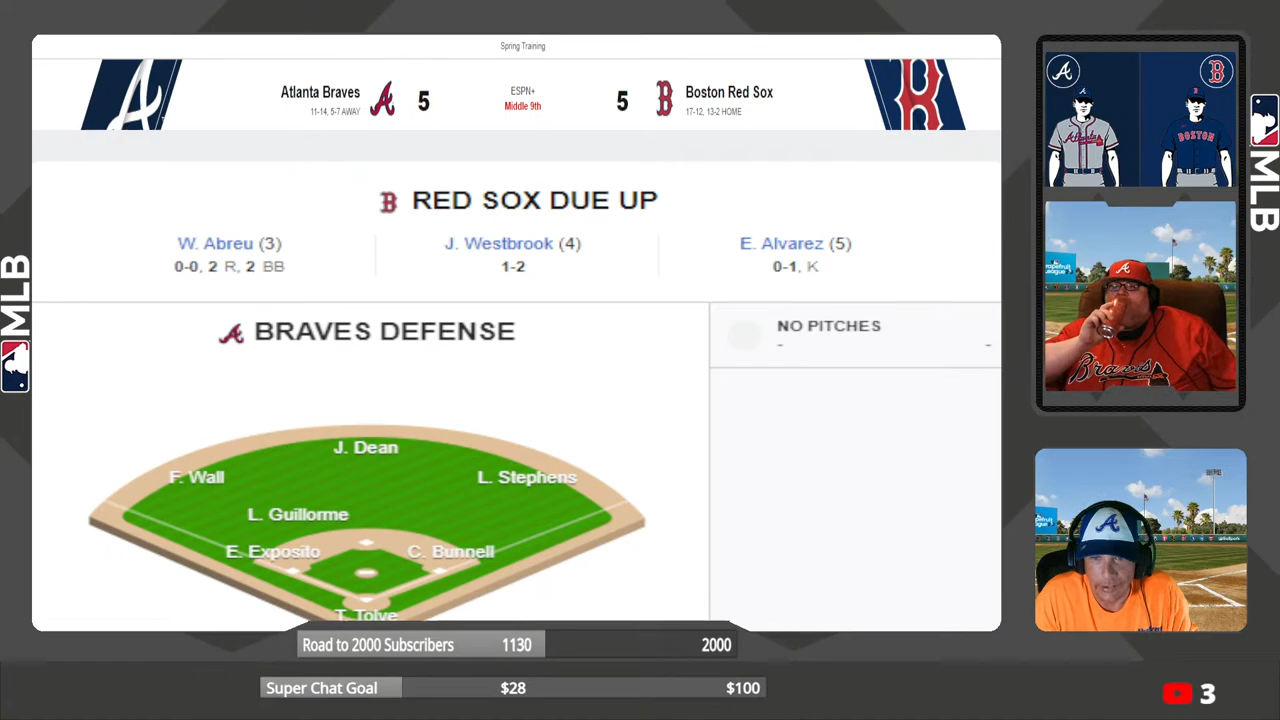 Spring Training
Atlanta Braves
11-14, 5-7 AWAY
5
ESPN+
Middle 9th
5
Boston Red Sox
17-12, 13-2 HOME
RED SOX DUE UP
W. Abreu (3)
0-0, 2 R, 2 BB
J. Westbrook (4)
1-2
E. Alvarez (5)
0-1, K
BRAVES DEFENSE
NO PITCHES
-
-
J. Dean
F. Wall
L. Stephens
L. Guillorme
E. Exposito
C. Bunnell
T. Tolve
Road to 2000 Subscribers 1130 2000
Super Chat Goal $28 $100
3
MLB
MLB
B
Atlanta
BOSTON
Braves